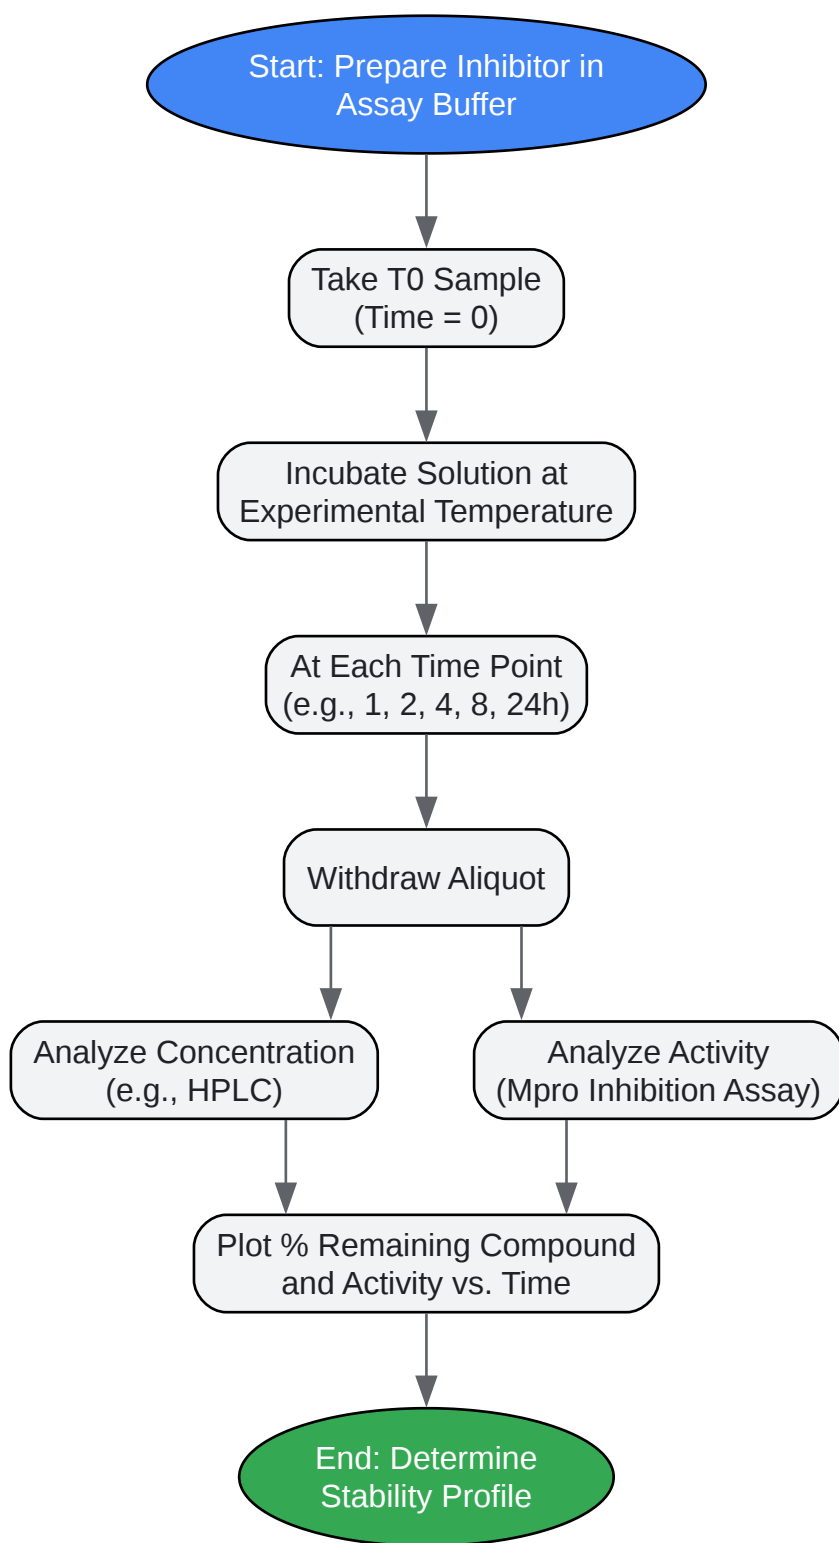 Start: Prepare Inhibitor in
Assay Buffer
Take T0 Sample
(Time = 0)
Incubate Solution at
Experimental Temperature
At Each Time Point
(e.g., 1, 2, 4, 8, 24h)
Withdraw Aliquot
Analyze Concentration
(e.g., HPLC)
Analyze Activity
(Mpro Inhibition Assay)
Plot % Remaining Compound
and Activity vs. Time
End: Determine
Stability Profile